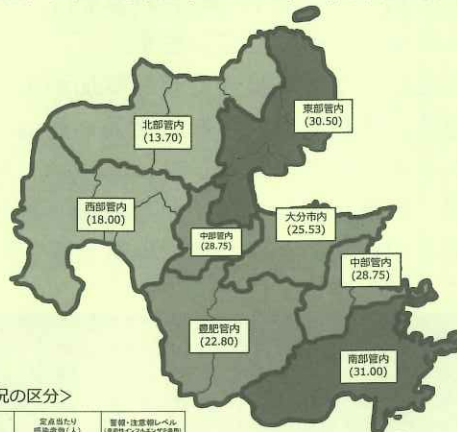 東部管内
(30.50)
北部管内
(13.70)
西部管内
(18.00)
中部管内
(28.75)
大分市内
(25.53)
中部管内
(28.75)
豊肥管内
(22.80)
南部管内
(31.00)
況の区分>
定点当たり
警報・注意報レベル